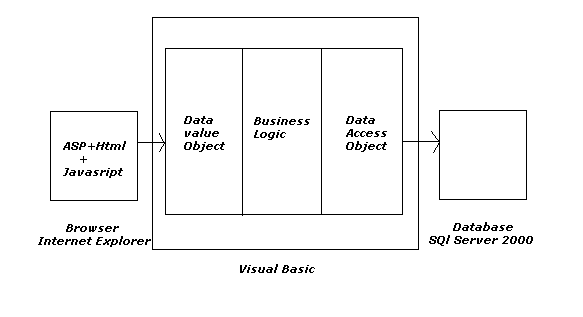 ASP+Html
+
Javasript
Browser
Internet Explorer
Data
value
Object
Business
Logic
Data
Access
Object
Visual Basic
Database
SQl Server 2000